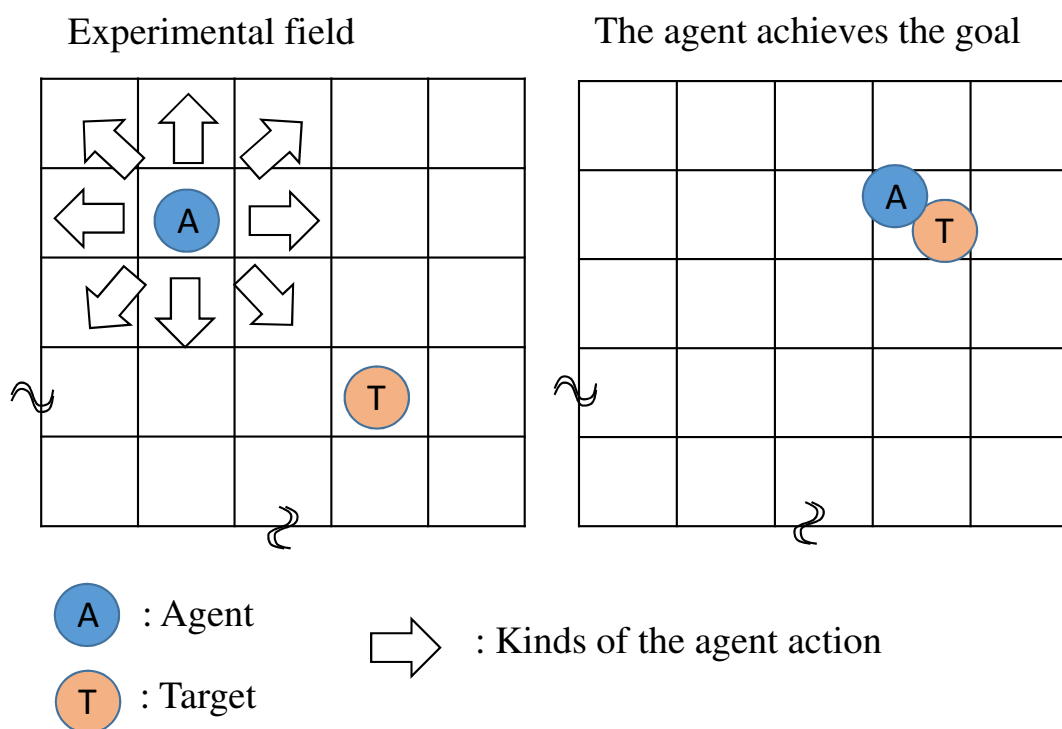 Experimental field
The agent achieves the goal
A
T
A
T
A : Agent
: Kinds of the agent action
T : Target